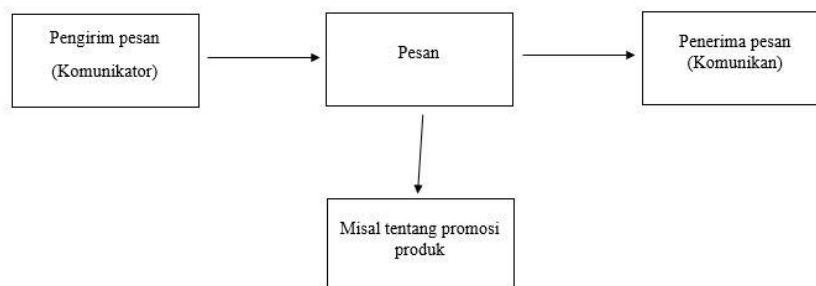 Pengirim pesan
(Komunikator)
Pesan
Penerima pesan
(Komunikan)
Misal tentang promosi
produk